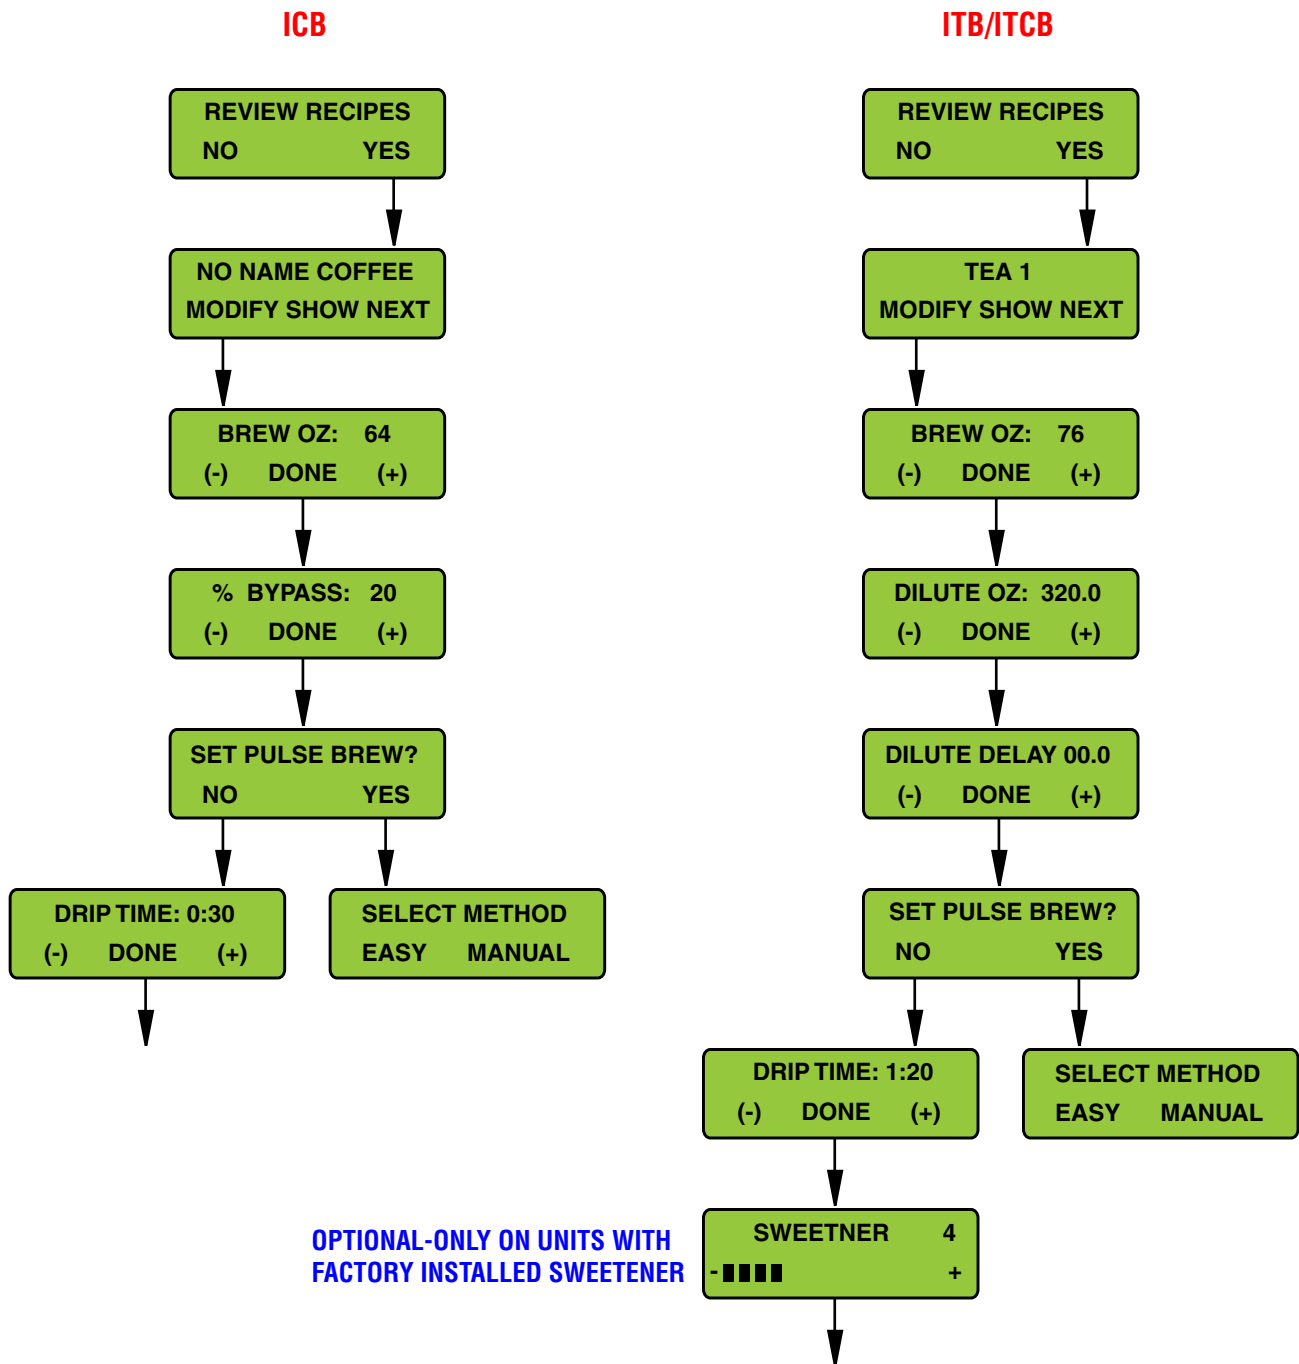 ICB
REVIEW RECIPES
NO YES
NO NAME COFFEE
MODIFY SHOW NEXT
BREW OZ: 64
(-) DONE (+)
% BYPASS: 20
(-) DONE (+)
SET PULSE BREW?
NO YES
DRIP TIME: 0:30
(-) DONE (+)
SELECT METHOD
EASY MANUAL
ITB/ITCB
REVIEW RECIPES
NO YES
TEA 1
MODIFY SHOW NEXT
BREW OZ: 76
(-) DONE (+)
DILUTE OZ: 320.0
(-) DONE (+)
DILUTE DELAY 00.0
(-) DONE (+)
SET PULSE BREW?
NO YES
DRIP TIME: 1:20
(-) DONE (+)
SELECT METHOD
EASY MANUAL
OPTIONAL-ONLY ON UNITS WITH
FACTORY INSTALLED SWEETENER
SWEETNER 4
- +